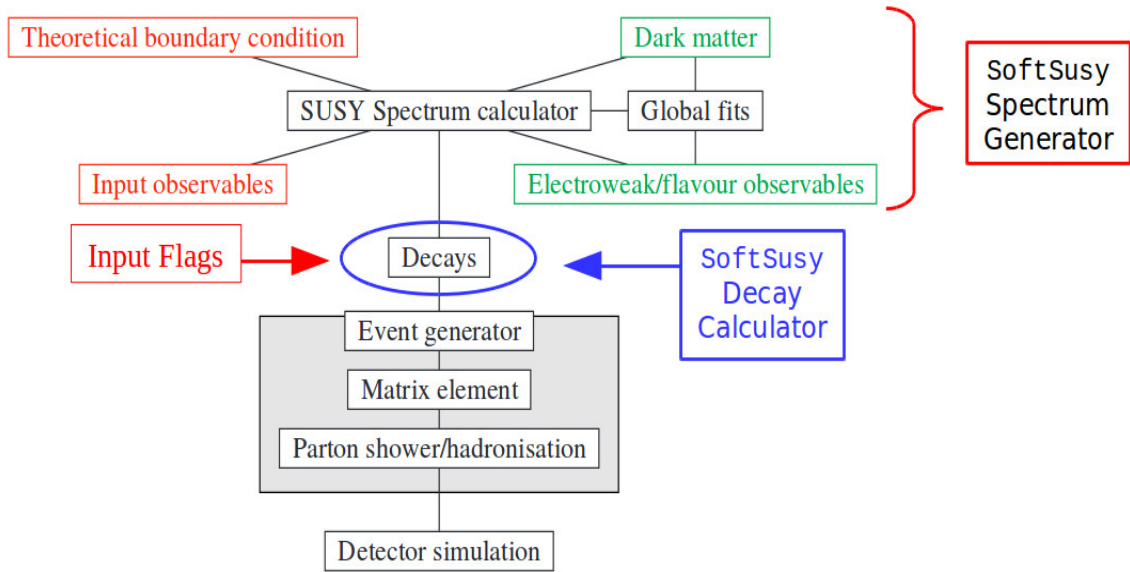 Theoretical boundary condition
Dark matter
SUSY Spectrum calculator
Global fits
Input observables
Electroweak/flavour observables
SoftSusy
Spectrum
Generator
Input Flags
Decays
SoftSusy
Decay
Calculator
Event generator
Matrix element
Parton shower/hadronisation
Detector simulation